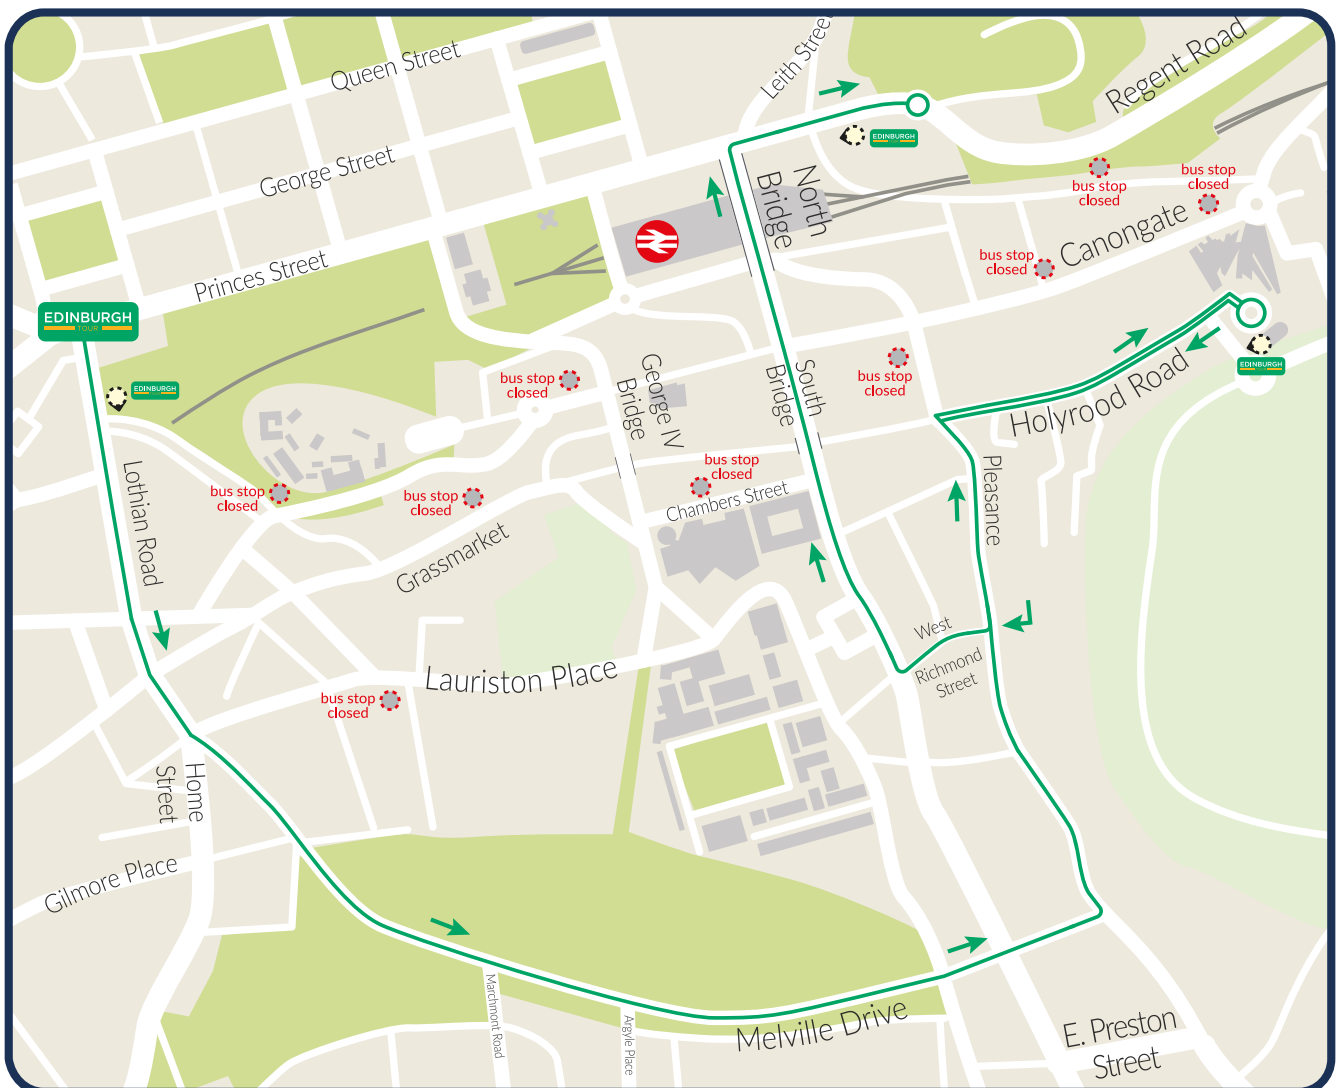 Queen Street
Leith Street
Regent Road
EDINBURGH
George Street
North
Bridge
bus stop
closed
bus stop
closed
Canongate
bus stop
closed
Princes Street
EDINBURGH
TOUR
EDINBURGH
bus stop
closed
George IV
Bridge
South
Bridge
bus stop
closed
Holyrood Road
EDINBURGH
Lothian Road
bus stop
closed
bus stop
closed
bus stop
closed
Chambers Street
Pleasance
Grassmarket
West
Richmond
Street
Lauriston Place
bus stop
closed
Home
Street
Gilmore Place
Marchmont Road
Argyle Place
Melville Drive
E. Preston
Street